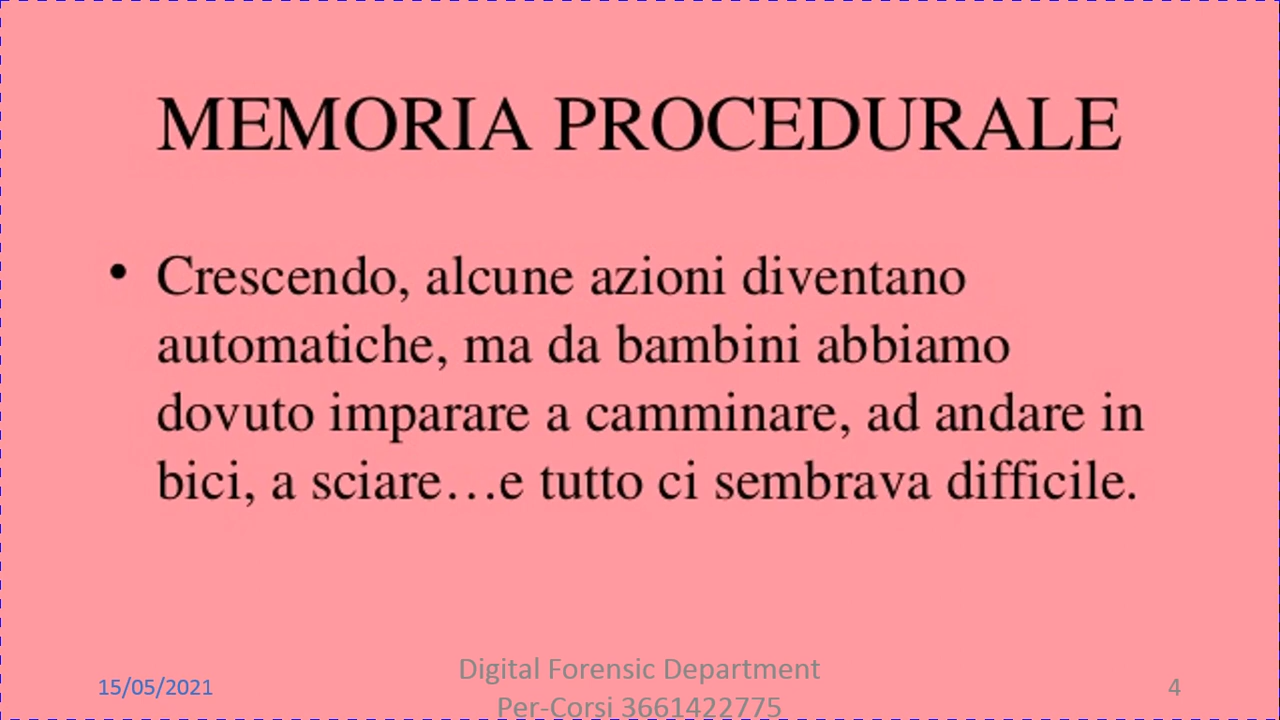 MEMORIA PROCEDURALE
• Crescendo, alcune azioni diventano
automatiche, ma da bambini abbiamo
dovuto imparare a camminare, ad andare in
bici, a sciare…e tutto ci sembrava difficile.
15/05/2021
Digital Forensic Department
Per-Corsi 3661422775
4